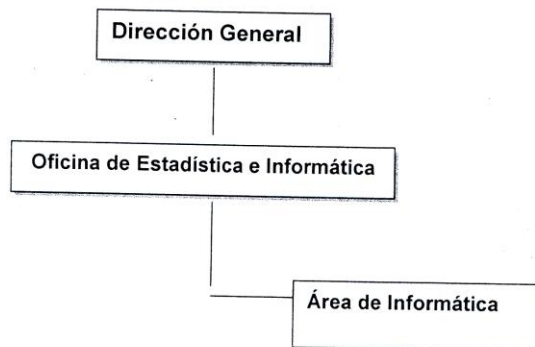 Dirección General
Oficina de Estadística e Informática
Área de Informática